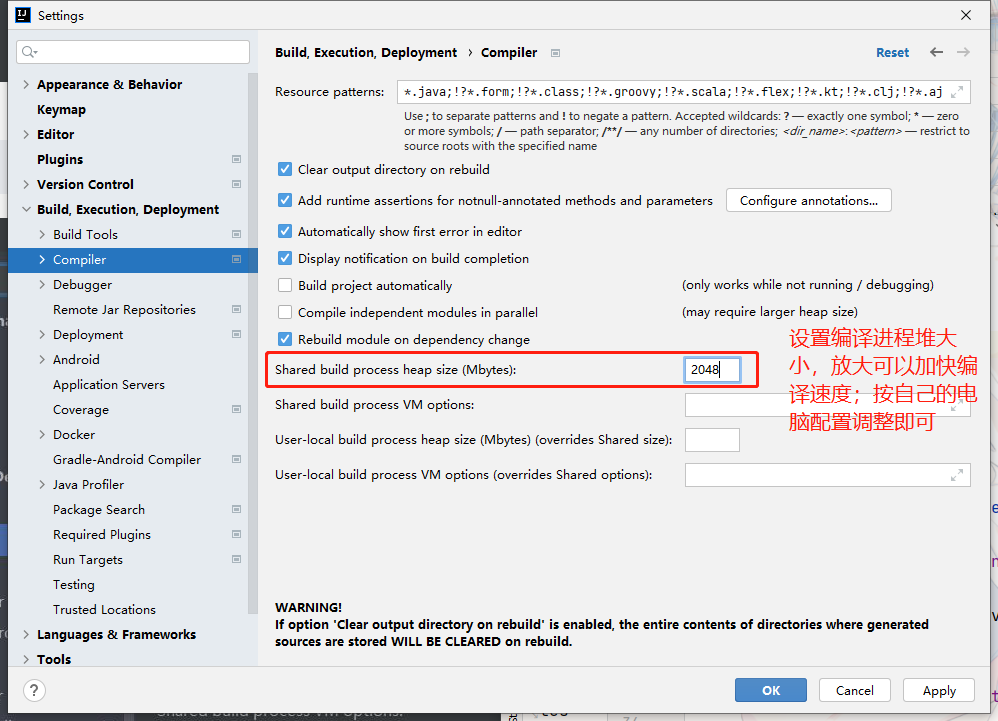 Settings
Appearance & Behavior
Keymap
Editor
Plugins
Version Control
Build, Execution, Deployment
Build Tools
Compiler
Debugger
Remote Jar Repositories
Deployment
Android
Application Servers
Coverage
Docker
Gradle-Android Compiler
Java Profiler
Package Search
Required Plugins
Run Targets
Testing
Trusted Locations
Languages & Frameworks
Tools
Build, Execution, Deployment › Compiler
Reset
Resource patterns: *.java;!?*.form;!?*.class;!?*.groovy;!?*.scala;!?*.flex;!?*.kt;!?*.clj;!?*.aj
Use ; to separate patterns and ! to negate a pattern. Accepted wildcards: ? — exactly one symbol; * — zero
or more symbols; / — path separator; /**/ — any number of directories; <dir_name>:<pattern> — restrict to
source roots with the specified name
Clear output directory on rebuild
Add runtime assertions for notnull-annotated methods and parameters Configure annotations...
Automatically show first error in editor
Display notification on build completion
Build project automatically (only works while not running / debugging)
Compile independent modules in parallel (may require larger heap size)
Rebuild module on dependency change
Shared build process heap size (Mbytes): 2048
设置编译进程堆大
小，放大可以加快编
译速度；按自己的电
脑配置调整即可
Shared build process VM options:
User-local build process heap size (Mbytes) (overrides Shared size):
User-local build process VM options (overrides Shared options):
WARNING!
If option 'Clear output directory on rebuild' is enabled, the entire contents of directories where generated
sources are stored WILL BE CLEARED on rebuild.
?
OK
Cancel
Apply